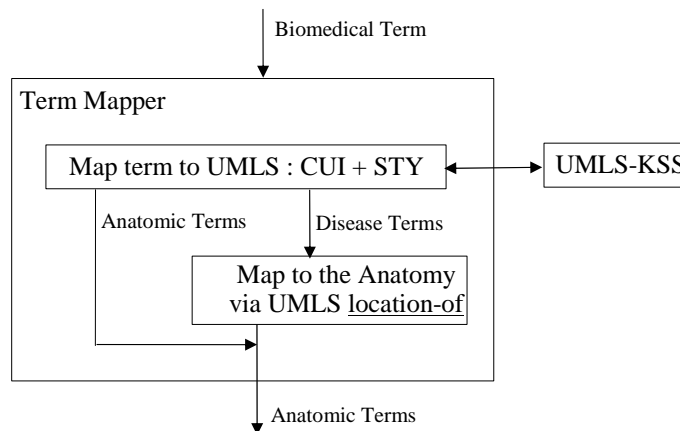 Biomedical Term
Term Mapper
Map term to UMLS : CUI + STY
UMLS-KSS
Anatomic Terms
Disease Terms
Map to the Anatomy
via UMLS location-of
Anatomic Terms